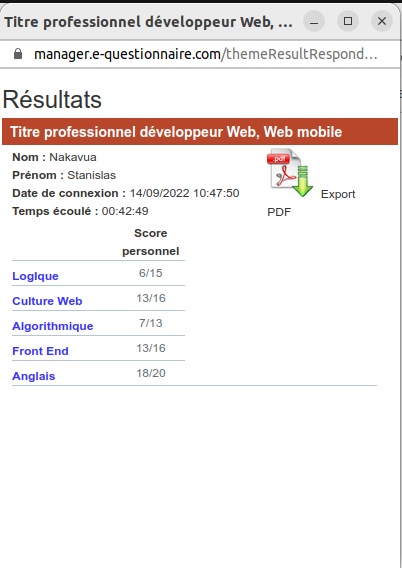 Titre professionnel développeur Web, ...
manager.e-questionnaire.com/themeResultRespond...
Résultats
Titre professionnel développeur Web, Web mobile
Nom : Nakavua
Prénom : Stanislas
Date de connexion : 14/09/2022 10:47:50
Temps écoulé : 00:42:49
.pdf
Export
PDF
Score
personnel
LogIque 6/15
Culture Web 13/16
Algorithmique 7/13
Front End 13/16
Anglais 18/20